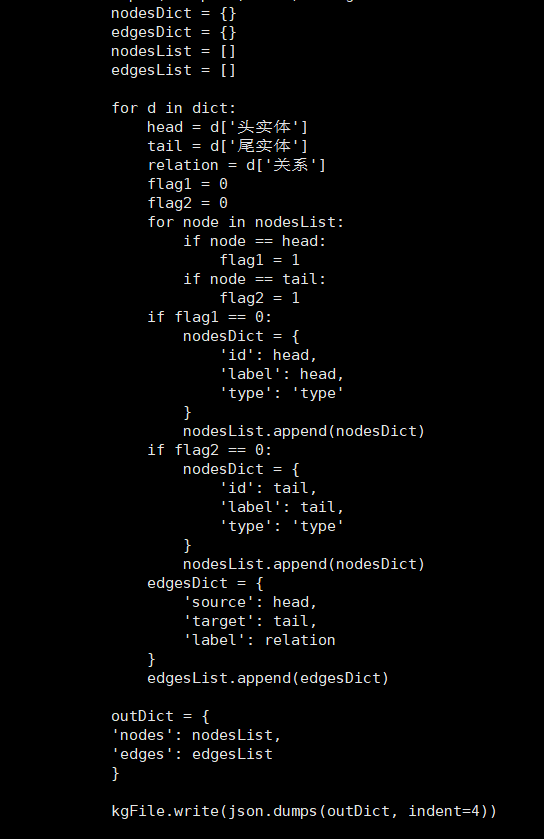 nodesDict = {}
edgesDict = {}
nodesList = []
edgesList = []
for d in dict:
head = d['头实体']
tail = d['尾实体']
relation = d['关系']
flag1 = 0
flag2 = 0
for node in nodesList:
if node == head:
flag1 = 1
if node == tail:
flag2 = 1
if flag1 == 0:
nodesDict = {
'id': head,
'label': head,
'type': 'type'
}
nodesList.append(nodesDict)
if flag2 == 0:
nodesDict = {
'id': tail,
'label': tail,
'type': 'type'
}
nodesList.append(nodesDict)
edgesDict = {
'source': head,
'target': tail,
'label': relation
}
edgesList.append(edgesDict)
outDict = {
'nodes': nodesList,
'edges': edgesList
}
kgFile.write(json.dumps(outDict, indent=4))